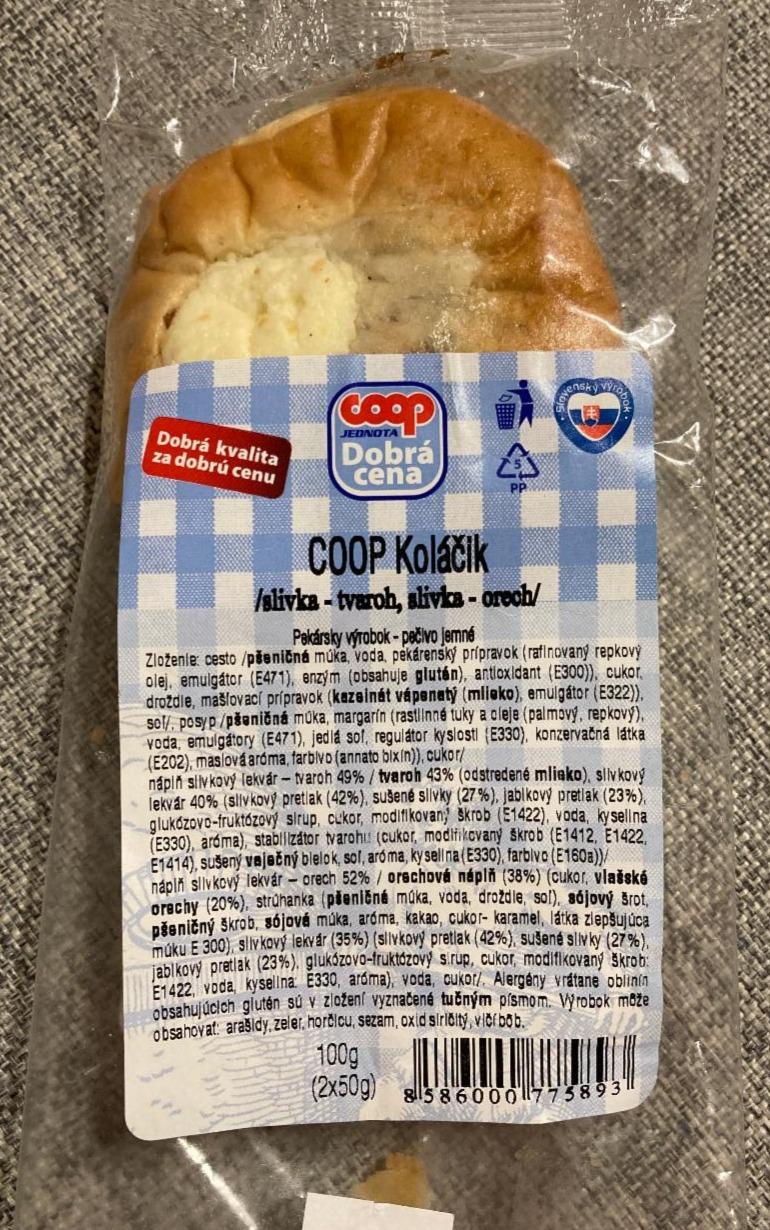 coop
JEDNOTA
Dobrá
cena
Dobrá kvalita
za dobrú cenu
Slovenský výrobok
5
PP
COOP Koláčik
/slivka - tvaroh, slivka - orech/
Pekársky výrobok - pečivo jemné
Zloženie: cesto /pšeničná múka, voda, pekárenský prípravok (rafinovaný repkový
olej, emulgátor (E471), enzým (obsahuje glutén), antioxidant (E300)), cukor,
droždie, mašľovací prípravok (kazeinát vápenatý (mlieko), emulgátor (E322)),
soľ/, posyp /pšeničná múka, margarín (rastlinné tuky a oleje (palmový, repkový),
voda, emulgátory (E471), jedlá soľ, regulátor kyslosti (E330), konzervačná látka
(E202), maslová aróma, farbivo (annato bixín)), cukor/
náplň slivkový lekvár – tvaroh 49% / tvaroh 43% (odstredené mlieko), slivkový
lekvár 40% (slivkový pretlak (42%), sušené slivky (27%), jablkový pretlak (23%),
glukózovo-fruktózový sirup, cukor, modifikovaný škrob (E1422), voda, kyselina
(E330), aróma), stabilizátor tvarohu (cukor, modifikovaný škrob (E1412, E1422,
E1414), sušený vaječný bielok, soľ, aróma, kyselina (E330), farbivo (E160a))/
náplň slivkový lekvár – orech 52% / orechová náplň (38%) (cukor, vlašské
orechy (20%), strúhanka (pšeničná múka, voda, droždie, soľ), sójový šrot,
pšeničný škrob, sójová múka, aróma, kakao, cukor- karamel, látka zlepšujúca
múku E 300), slivkový lekvár (35%) (slivkový pretlak (42%), sušené slivky (27%),
jablkový pretlak (23%), glukózovo-fruktózový sirup, cukor, modifikovaný škrob:
E1422, voda, kyselina: E330, aróma), voda, cukor/. Alergény vrátane obilnín
obsahujúcich glutén sú v zložení vyznačené tučným písmom. Výrobok môže
obsahovať: arašidy, zeler, horčicu, sezam, oxid siričitý, vlčí bôb.
100g
(2x50g)
8 586000 775893